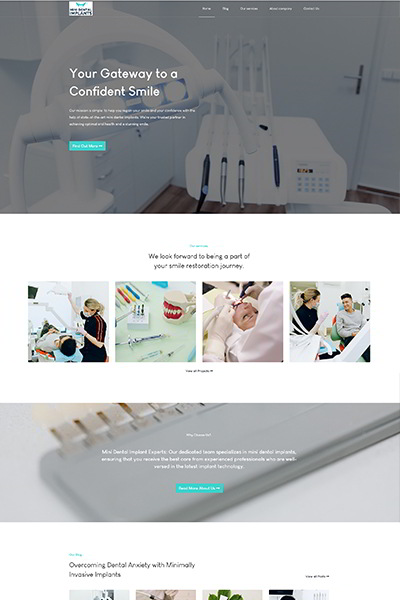 MINI DENTAL
IMPLANTS
Home Blog Our services About company Contact Us
Your Gateway to a
Confident Smile
Our mission is simple: to help you regain your smile and your confidence with the
help of state-of-the-art mini dental implants. We're your trusted partner in
achieving optimal oral health and a stunning smile.
Find Out More
Our services
We look forward to being a part of
your smile restoration journey.
View all Projects
Why Choose Us?
Mini Dental Implant Experts: Our dedicated team specializes in mini dental implants,
ensuring that you receive the best care from experienced professionals who are well-
versed in the latest implant technology.
Read More About Us
Our Blog
Overcoming Dental Anxiety with Minimally
Invasive Implants
View all Posts